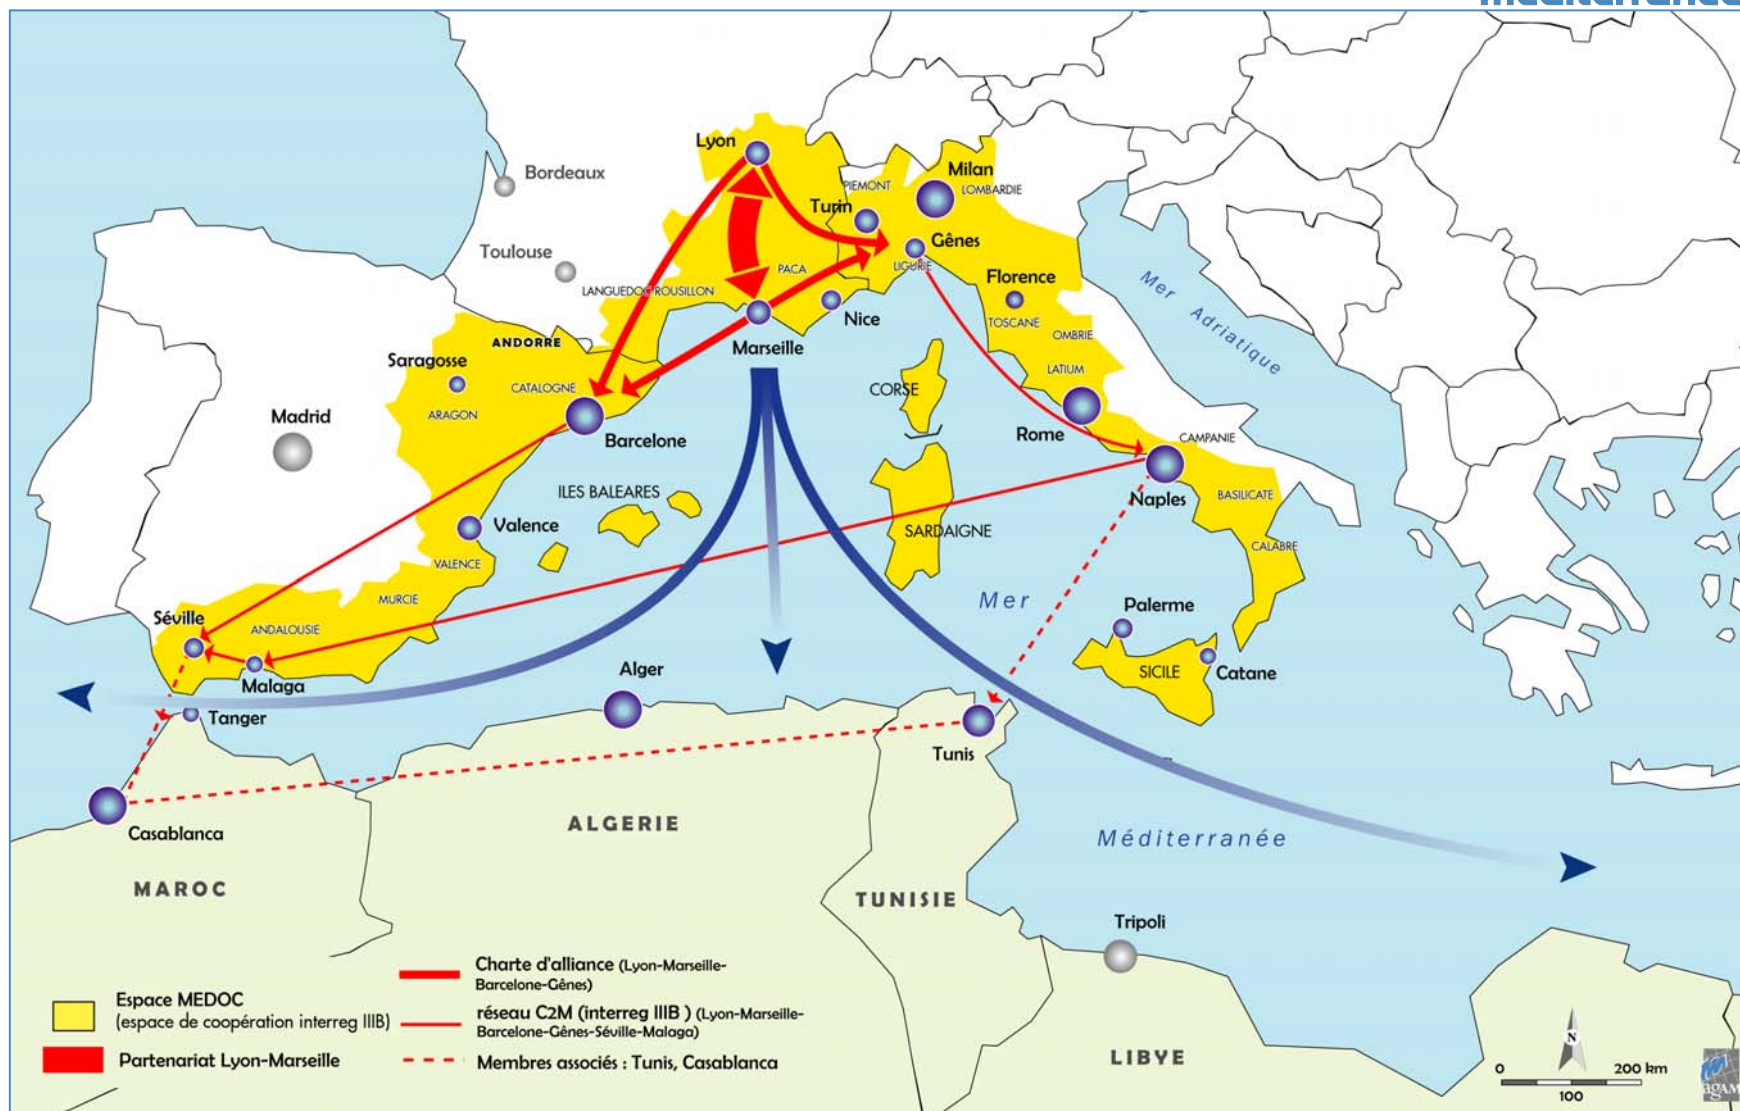 méditerranée
Lyon
Bordeaux
Milan
PIEMONT
LOMBARDIE
Turin
Gênes
Toulouse
LIGURIE
PACA
Florence
Mer Adriatique
LANGUEDOC ROUSILLON
Nice
TOSCANE
OMBRIE
ANDORRE
Marseille
Saragosse
LATIUM
CATALOGNE
CORSE
ARAGON
Madrid
Barcelone
Rome
CAMPANIE
ILES BALEARES
Naples
BASILICATE
Valence
SARDAIGNE
CALABRE
VALENCE
MURCIE
Mer
Palerme
Séville
ANDALOUSIE
Alger
SICILE
Catane
Malaga
Tanger
Tunis
Casablanca
ALGERIE
Méditerranée
MAROC
TUNISIE
Tripoli
Espace MEDOC
(espace de coopération interreg IIIB)
Partenariat Lyon-Marseille
Charte d'alliance (Lyon-Marseille-
Barcelone-Gênes)
réseau C2M (interreg IIIB ) (Lyon-Marseille-
Barcelone-Gênes-Séville-Malaga)
Membres associés : Tunis, Casablanca
LIBYE
N
0 200 km
100
agAM